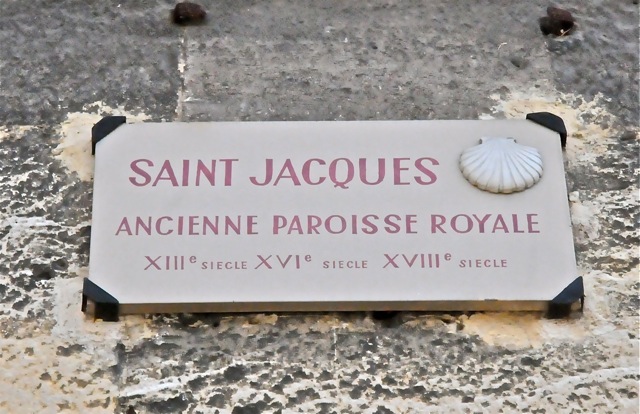 SAINT JACQUES
ANCIENNE PAROISSE ROYALE
XIIIe SIECLE XVIe SIECLE XVIIIe SIECLE